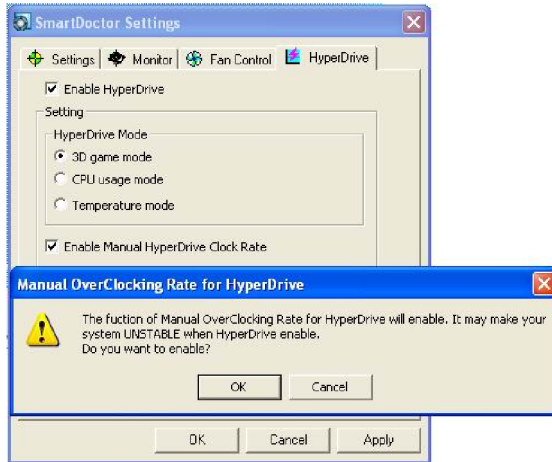 SmartDoctor Settings
Settings Monitor Fan Control HyperDrive
Enable HyperDrive
Setting
HyperDrive Mode
3D game mode
CPU usage mode
Temperature mode
Enable Manual HyperDrive Clock Rate
Manual OverClocking Rate for HyperDrive
The fuction of Manual OverClocking Rate for HyperDrive will enable. It may make your
system UNSTABLE when HyperDrive enable.
Do you want to enable?
OK Cancel
OK Cancel Apply